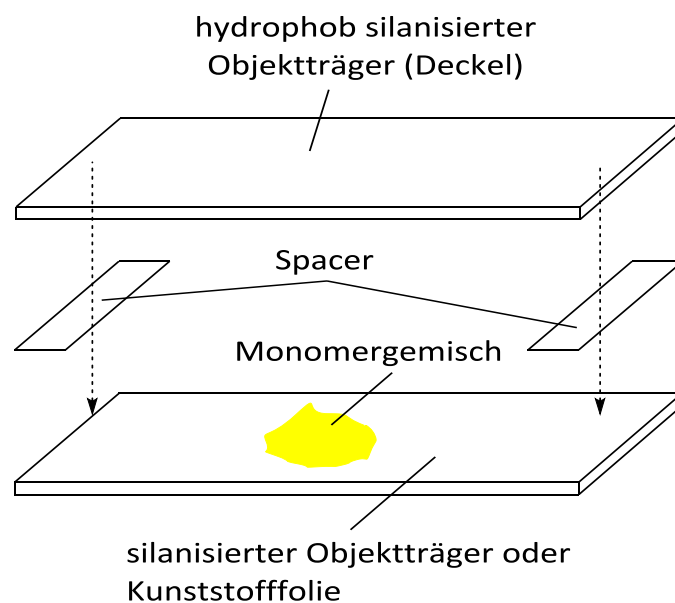 hydrophob silanisierter
Objektträger (Deckel)
Spacer
Monomergemisch
silanisierter Objektträger oder
Kunststofffolie